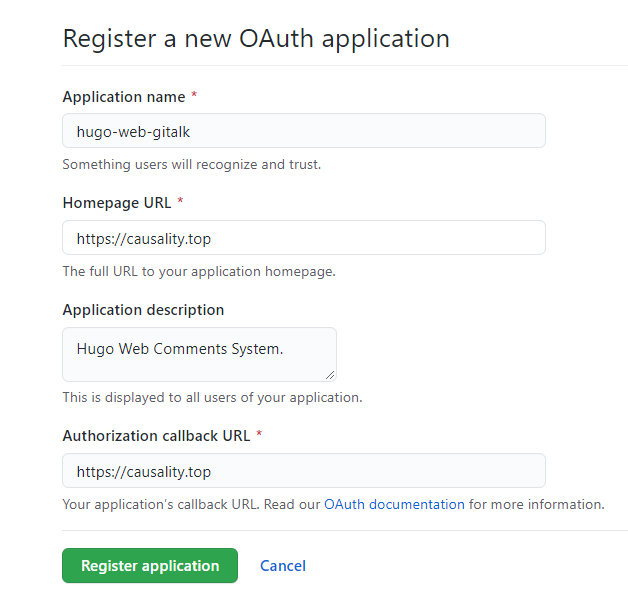 Register a new OAuth application
Application name *
hugo-web-gitalk
Something users will recognize and trust.
Homepage URL *
https://causality.top
The full URL to your application homepage.
Application description
Hugo Web Comments System.
This is displayed to all users of your application.
Authorization callback URL *
https://causality.top
Your application’s callback URL. Read our OAuth documentation for more information.
Register application Cancel